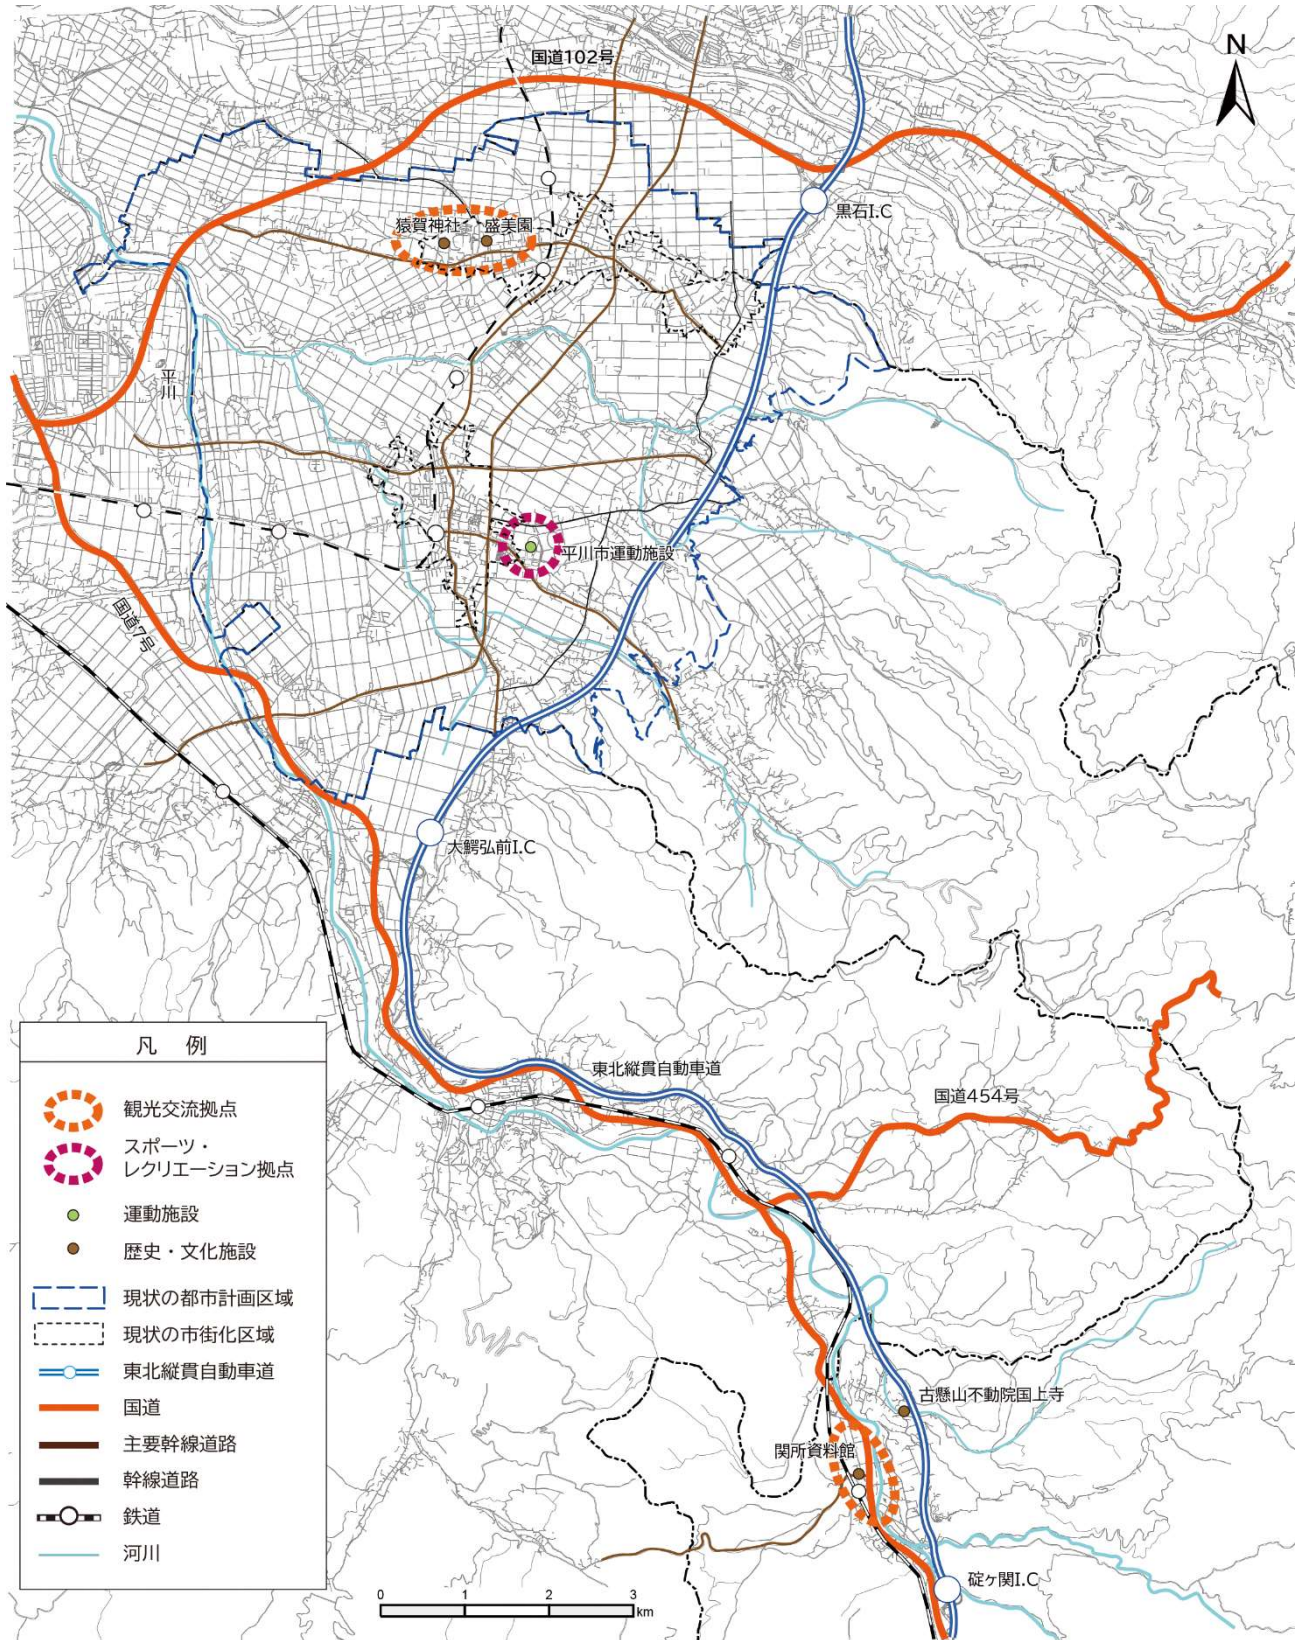 国道102号
N
黒石I.C
猿賀神社
盛美園
平川
平川市運動施設
国道7号
大鰐弘前I.C
東北縦貫自動車道
国道454号
古懸山不動院国上寺
関所資料館
碇ヶ関I.C
凡 例
観光交流拠点
スポーツ・
レクリエーション拠点
運動施設
歴史・文化施設
現状の都市計画区域
現状の市街化区域
東北縦貫自動車道
国道
主要幹線道路
幹線道路
鉄道
河川
0 1 2 3
km